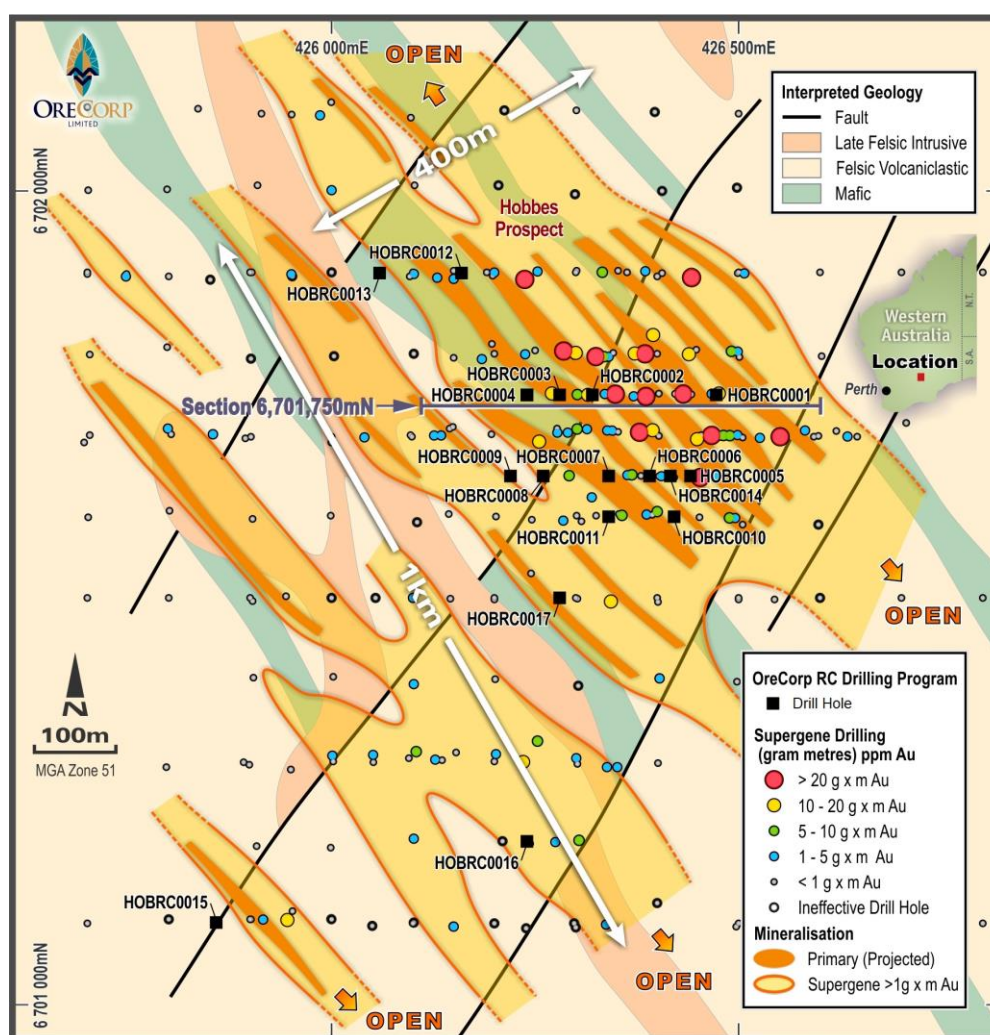 ORECORP
LIMITED
426 000mE
426 500mE
OPEN
400m
Interpreted Geology
Fault
Late Felsic Intrusive
Felsic Volcaniclastic
Mafic
6 702 000mN
Hobbes
Prospect
HOBRC0012
HOBRC0013
Western
Australia
N.T.
S.A.
Location
Perth
HOBRC0003
HOBRC0002
HOBRC0004
HOBRC0001
Section 6,701,750mN
HOBRC0009
HOBRC0007
HOBRC0006
HOBRC0005
HOBRC0008
HOBRC0014
HOBRC0011
HOBRC0010
OPEN
1km
HOBRC0017
N
100m
MGA Zone 51
OreCorp RC Drilling Program
Drill Hole
Supergene Drilling
(gram metres) ppm Au
> 20 g x m Au
10 - 20 g x m Au
5 - 10 g x m Au
1 - 5 g x m Au
< 1 g x m Au
Ineffective Drill Hole
Mineralisation
Primary (Projected)
Supergene >1g x m Au
HOBRC0016
HOBRC0015
OPEN
OPEN
6 701 000mN